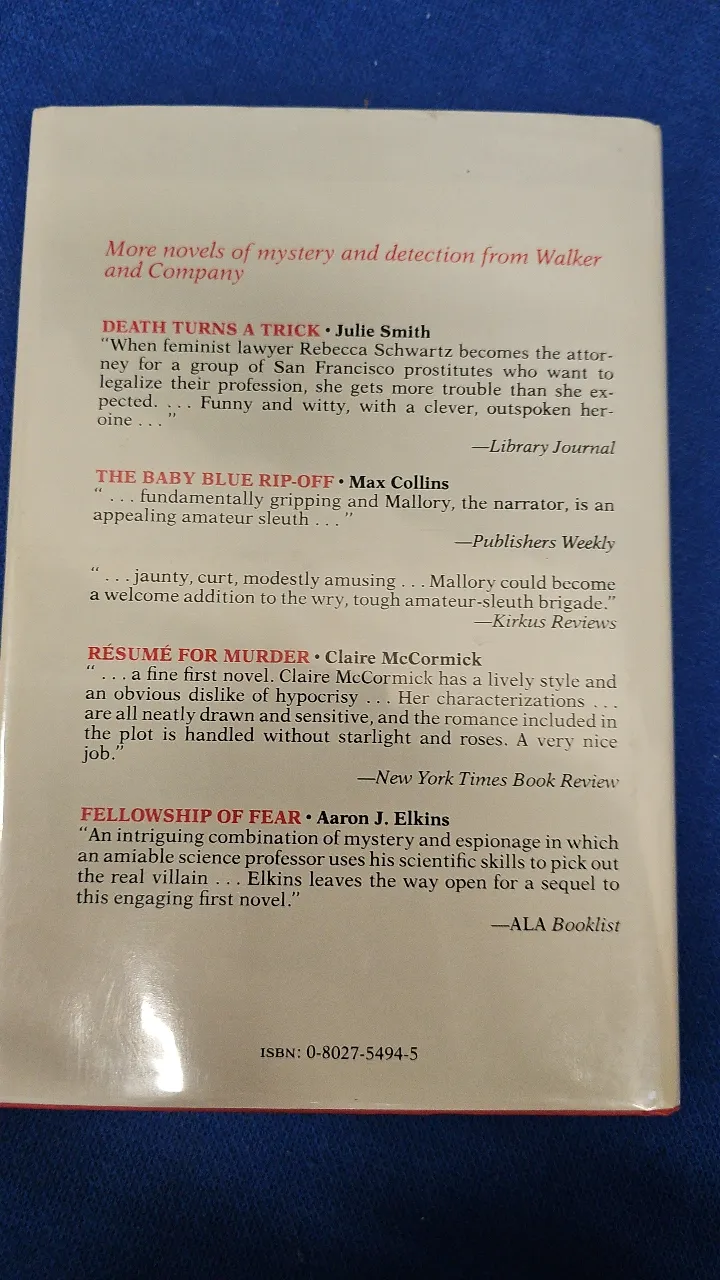 More novels of mystery and detection from Walker
and Company
DEATH TURNS A TRICK • Julie Smith
“When feminist lawyer Rebecca Schwartz becomes the attor-
ney for a group of San Francisco prostitutes who want to
legalize their profession, she gets more trouble than she ex-
pected. ... Funny and witty, with a clever, outspoken her-
oine ...”
—Library Journal
THE BABY BLUE RIP-OFF • Max Collins
“ ... fundamentally gripping and Mallory, the narrator, is an
appealing amateur sleuth ... ”
—Publishers Weekly
“ ... jaunty, curt, modestly amusing ... Mallory could become
a welcome addition to the wry, tough amateur-sleuth brigade.”
—Kirkus Reviews
RÉSUMÉ FOR MURDER • Claire McCormick
“ ... a fine first novel. Claire McCormick has a lively style and
an obvious dislike of hypocrisy ... Her characterizations ...
are all neatly drawn and sensitive, and the romance included in
the plot is handled without starlight and roses. A very nice
job.”
—New York Times Book Review
FELLOWSHIP OF FEAR • Aaron J. Elkins
“An intriguing combination of mystery and espionage in which
an amiable science professor uses his scientific skills to pick out
the real villain ... Elkins leaves the way open for a sequel to
this engaging first novel.”
—ALA Booklist
ISBN: 0-8027-5494-5